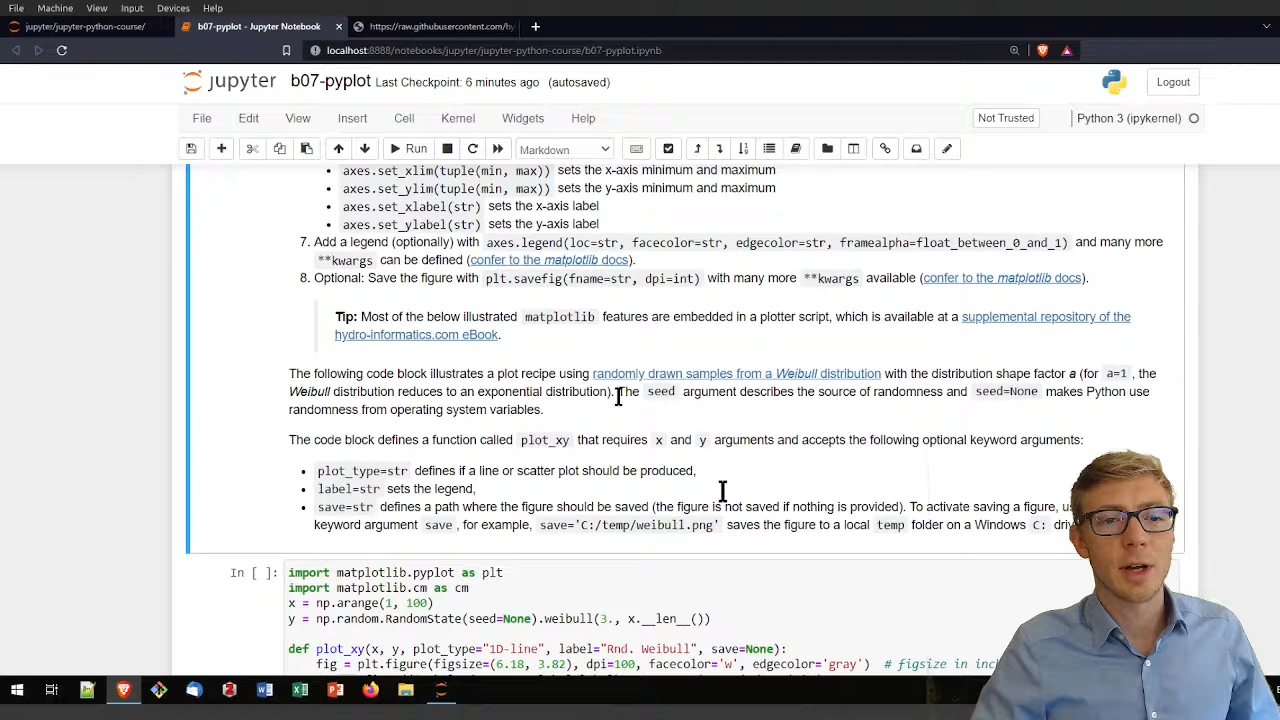 File Machine View Input Devices Help
jupyter/jupyter-python-course/ b07-pyplot - Jupyter Notebook https://raw.githubusercontent.com/hy
localhost:8888/notebooks/jupyter/jupyter-python-course/b07-pyplot.ipynb
jupyter b07-pyplot Last Checkpoint: 6 minutes ago (autosaved) Logout
File Edit View Insert Cell Kernel Widgets Help Not Trusted Python 3 (ipykernel)
Run Markdown
• axes.set_xlim(tuple(min, max)) sets the x-axis minimum and maximum
• axes.set_ylim(tuple(min, max)) sets the y-axis minimum and maximum
• axes.set_xlabel(str) sets the x-axis label
• axes.set_ylabel(str) sets the y-axis label
7. Add a legend (optionally) with axes.legend(loc=str, facecolor=str, edgecolor=str, framealpha=float_between_0_and_1) and many more
**kwargs can be defined (confer to the matplotlib docs).
8. Optional: Save the figure with plt.savefig(fname=str, dpi=int) with many more **kwargs available (confer to the matplotlib docs).
Tip: Most of the below illustrated matplotlib features are embedded in a plotter script, which is available at a supplemental repository of the
hydro-informatics.com eBook.
The following code block illustrates a plot recipe using randomly drawn samples from a Weibull distribution with the distribution shape factor a (for a=1 , the
Weibull distribution reduces to an exponential distribution). The seed argument describes the source of randomness and seed=None makes Python use
randomness from operating system variables.
The code block defines a function called plot_xy that requires x and y arguments and accepts the following optional keyword arguments:
• plot_type=str defines if a line or scatter plot should be produced,
• label=str sets the legend,
• save=str defines a path where the figure should be saved (the figure is not saved if nothing is provided). To activate saving a figure, u
keyword argument save , for example, save='C:/temp/weibull.png' saves the figure to a local temp folder on a Windows C: dri
In [ ]: import matplotlib.pyplot as plt
import matplotlib.cm as cm
x = np.arange(1, 100)
y = np.random.RandomState(seed=None).weibull(3., x.__len__())
def plot_xy(x, y, plot_type="1D-line", label="Rnd. Weibull", save=None):
fig = plt.figure(figsize=(6.18, 3.82), dpi=100, facecolor='w', edgecolor='gray') # figsize in inc